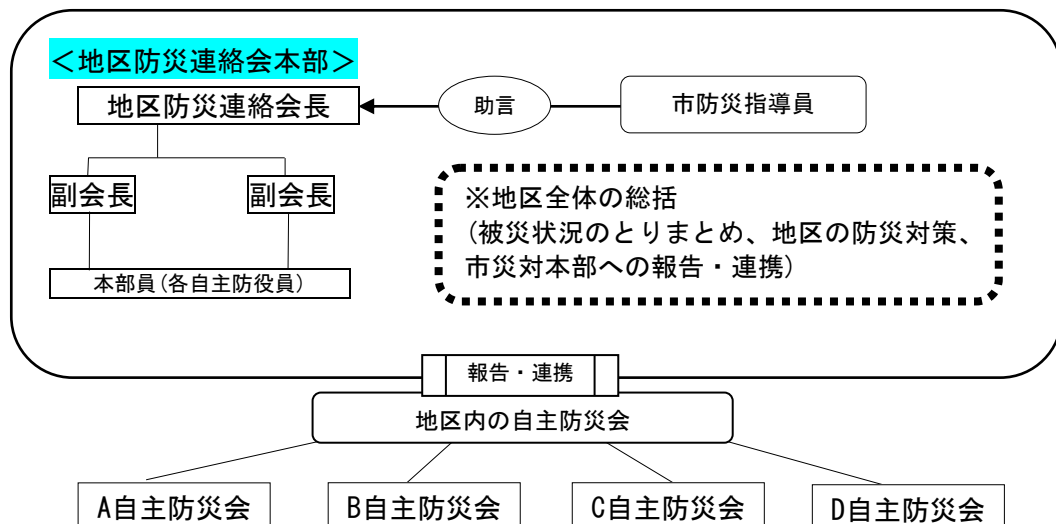 ＜地区防災連絡会本部＞
地区防災連絡会長
助言
市防災指導員
副会長
副会長
※地区全体の総括
(被災状況のとりまとめ、地区の防災対策、
市災対本部への報告・連携)
本部員(各自主防役員)
報告・連携
地区内の自主防災会
A自主防災会
B自主防災会
C自主防災会
D自主防災会